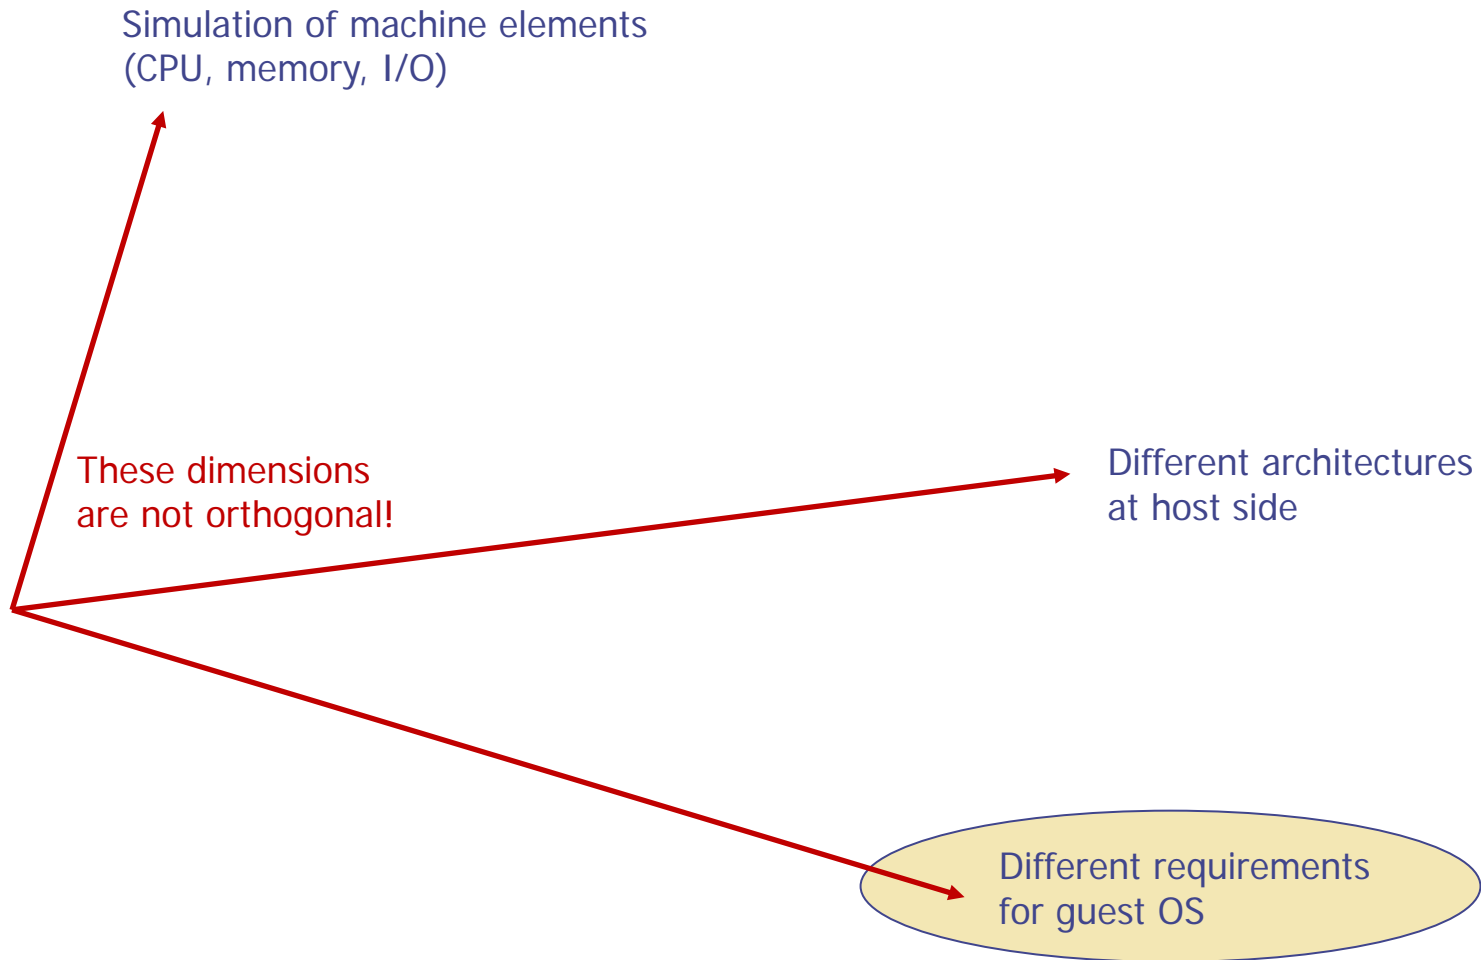 Simulation of machine elements
(CPU, memory, I/O)
These dimensions
are not orthogonal!
Different architectures
at host side
Different requirements
for guest OS